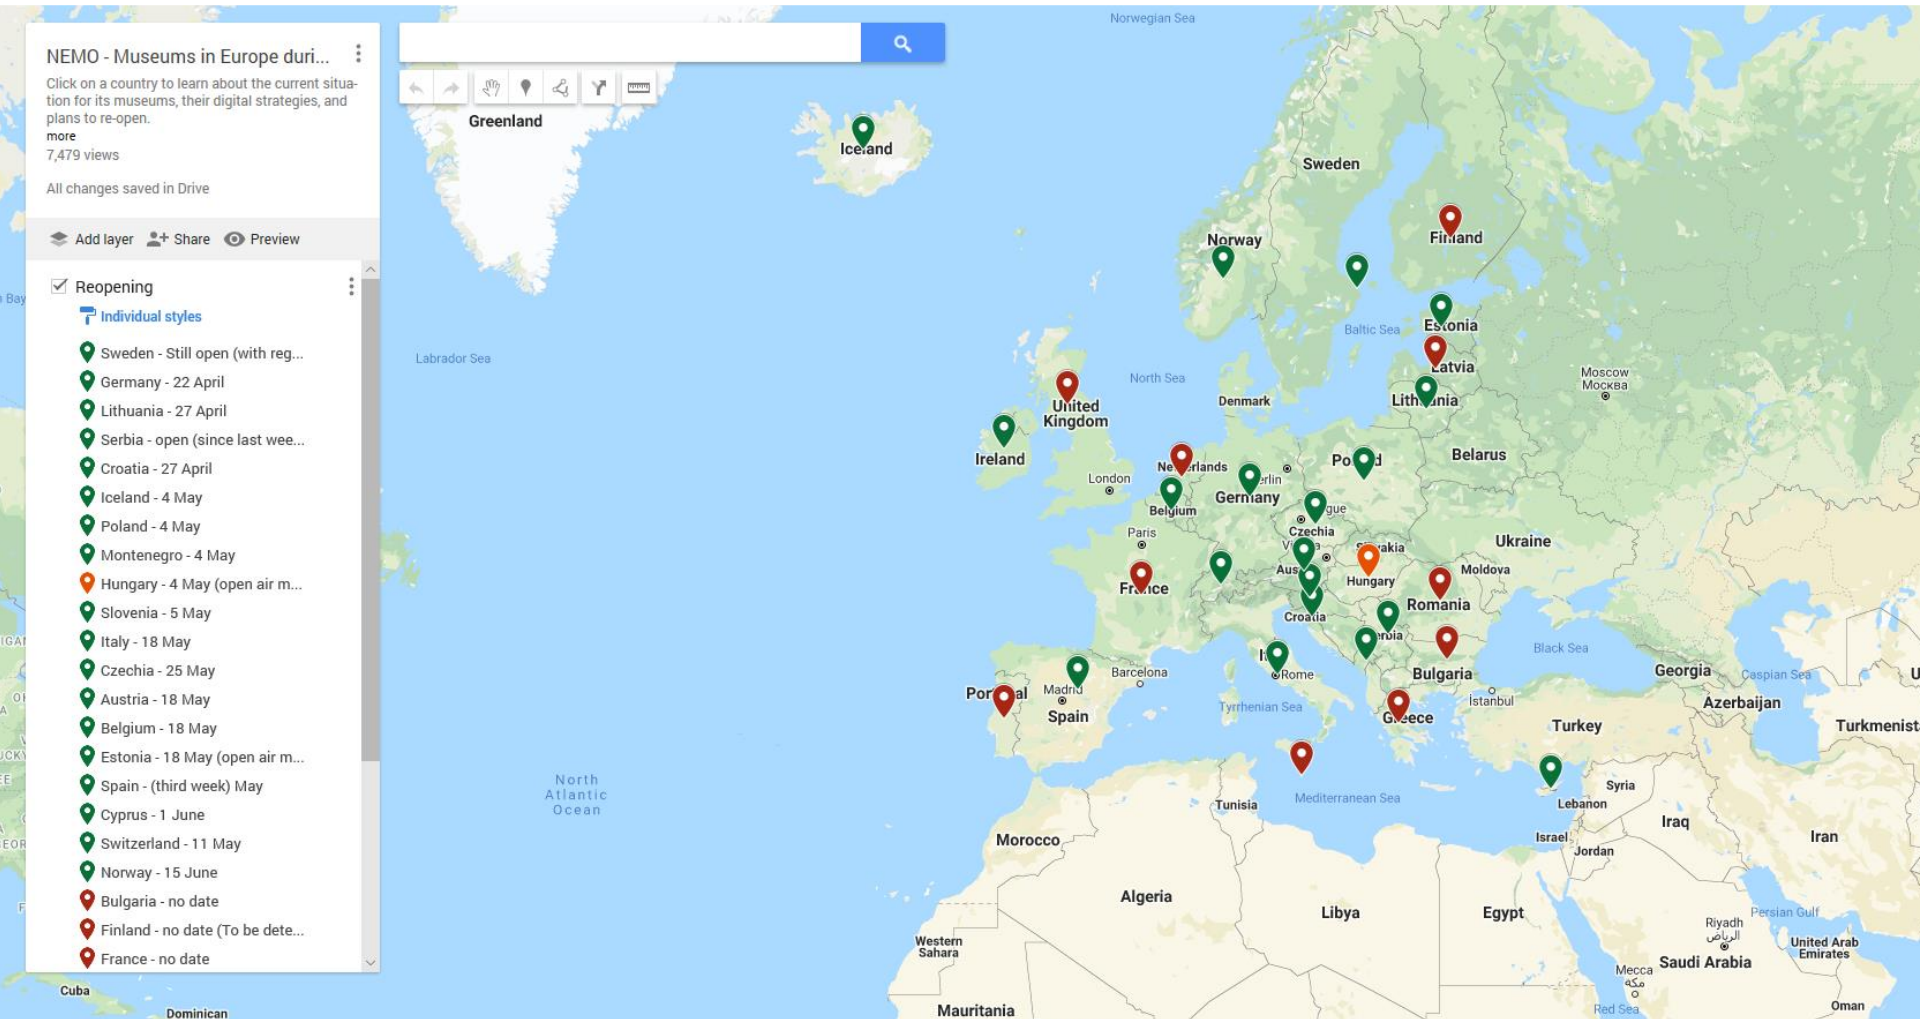 NEMO - Museums in Europe duri...
Click on a country to learn about the current situa-
tion for its museums, their digital strategies, and
plans to re-open.
more
7,479 views
All changes saved in Drive
Add layer
Share
Preview
Reopening
Individual styles
Sweden - Still open (with reg...
Germany - 22 April
Lithuania - 27 April
Serbia - open (since last wee...
Croatia - 27 April
Iceland - 4 May
Poland - 4 May
Montenegro - 4 May
Hungary - 4 May (open air m...
Slovenia - 5 May
Italy - 18 May
Czechia - 25 May
Austria - 18 May
Belgium - 18 May
Estonia - 18 May (open air m...
Spain - (third week) May
Cyprus - 1 June
Switzerland - 11 May
Norway - 15 June
Bulgaria - no date
Finland - no date (To be dete...
France - no date
Norwegian Sea
Greenland
Iceland
Sweden
Norway
Finland
Estonia
Baltic Sea
Labrador Sea
Latvia
North Sea
Moscow
Москва
Denmark
Lithuania
United
Kingdom
Ireland
Netherlands
Poland
Belarus
London
Germany
Belgium
Czechia
Paris
Ukraine
Hungary
Moldova
France
Romania
Croatia
Black Sea
Bulgaria
Georgia
Caspian Sea
Barcelona
Rome
Portugal
Madrid
Spain
Tyrrhenian Sea
Greece
İstanbul
Azerbaijan
Turkey
Turkmenist
North
Atlantic
Ocean
Syria
Mediterranean Sea
Lebanon
Tunisia
Iraq
Israel
Iran
Morocco
Jordan
Algeria
Libya
Egypt
Persian Gulf
Riyadh
الرياض
Western
Sahara
United Arab
Emirates
Saudi Arabia
Mecca
مكة
Cuba
Dominican
Mauritania
Red Sea
Oman